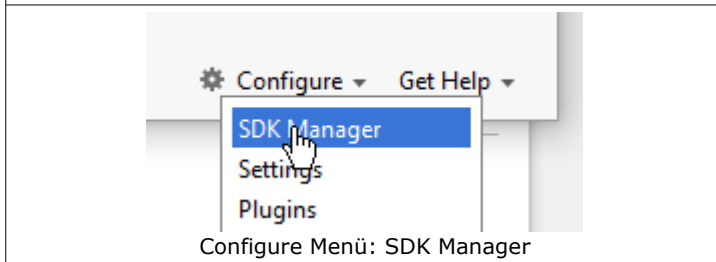 Configure Get Help
SDK Manager
Settings
Plugins
Configure Menü: SDK Manager